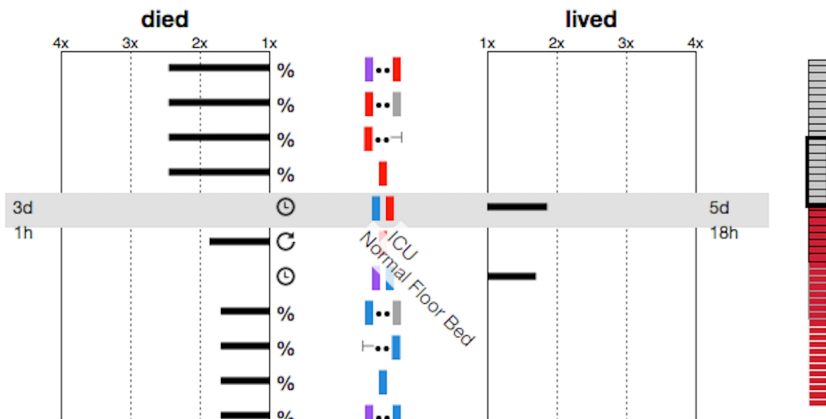 died lived
4x 3x 2x 1x 1x 2x 3x 4x
%
%
%
%
3d 5d
1h 18h
ICU
Normal Floor Bed
%
%
%
%